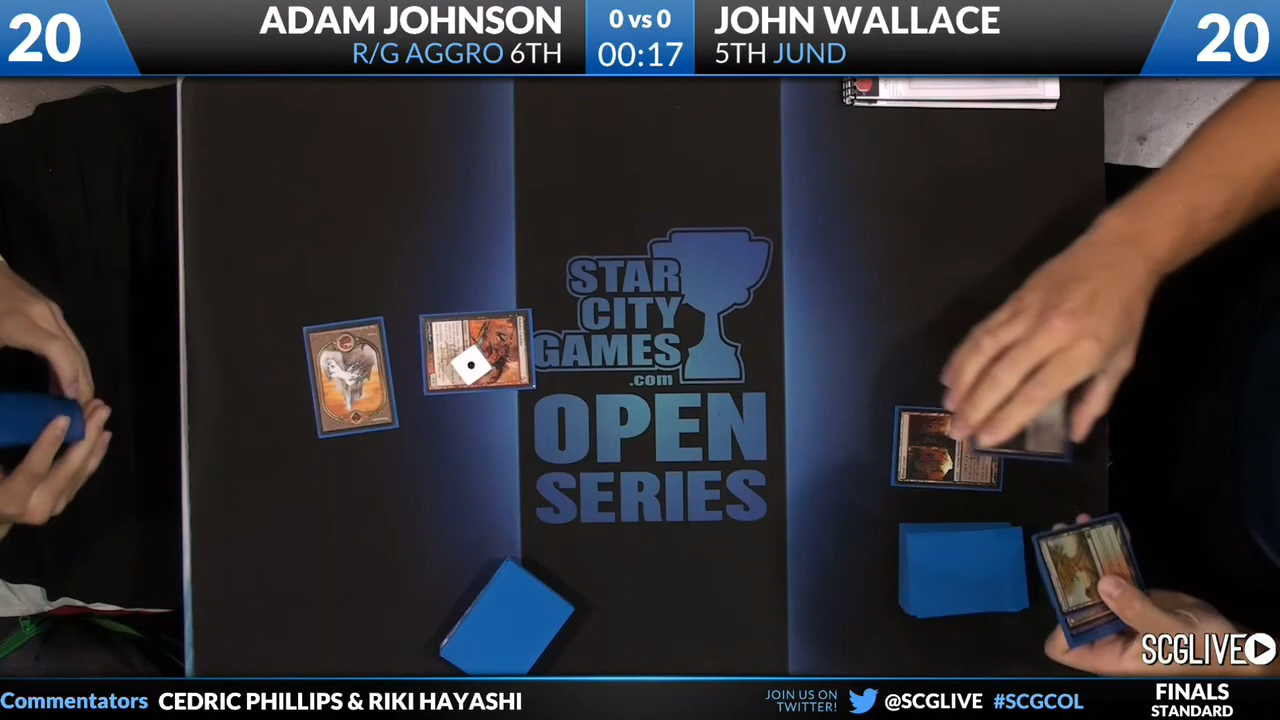 20
ADAM JOHNSON
R/G AGGRO 6TH
0 vs 0
00:17
JOHN WALLACE
5TH JUND
20
STAR
CITY
GAMES
.com
OPEN
SERIES
SCGLIVE
Commentators CEDRIC PHILLIPS & RIKI HAYASHI
JOIN US ON
TWITTER!
@SCGLIVE #SCGCOL
FINALS
STANDARD